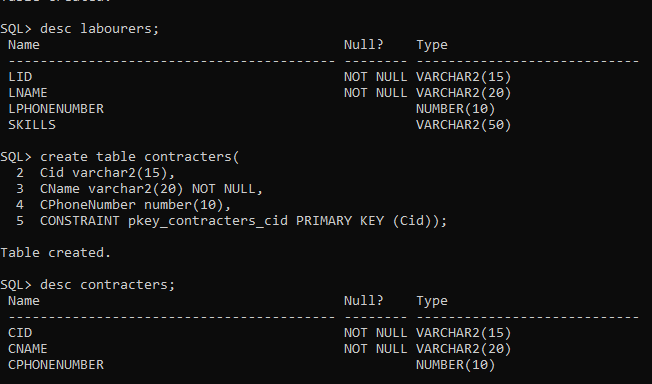 Table created.
SQL> desc labourers;
Name Null? Type
----------------------------------------- -------- ----------------------------
LID NOT NULL VARCHAR2(15)
LNAME NOT NULL VARCHAR2(20)
LPHONENUMBER NUMBER(10)
SKILLS VARCHAR2(50)
SQL> create table contracters(
2 Cid varchar2(15),
3 CName varchar2(20) NOT NULL,
4 CPhoneNumber number(10),
5 CONSTRAINT pkey_contracters_cid PRIMARY KEY (Cid));
Table created.
SQL> desc contracters;
Name Null? Type
----------------------------------------- -------- ----------------------------
CID NOT NULL VARCHAR2(15)
CNAME NOT NULL VARCHAR2(20)
CPHONENUMBER NUMBER(10)